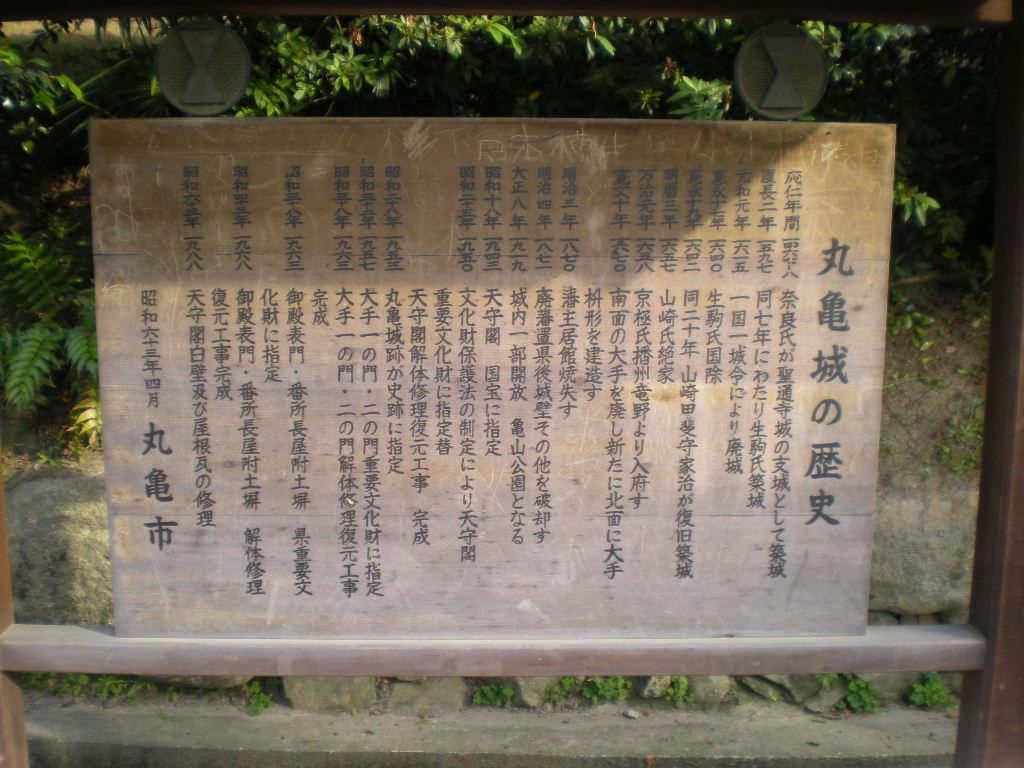 丸亀城の歴史
応仁年間 奈良氏が聖通寺城の支城として築城
慶長二年 一五九七 同七年にわたり生駒氏築城
元和元年 一六一五 一国一城令により廃城
寛永十七年 一六四〇 生駒氏国除
寛永十九年 一六四二 同二十年 山崎甲斐守家治が復旧築城
明暦三年 一六五七 山崎氏絶家
万治元年 一六五八 京極氏播州竜野より入府す
寛文十年 一六七〇 南面の大手を廃し新たに北面に大手
枡形を建造す
明治三年 一八七〇 藩主居館焼失す
明治四年 一八七一 廃藩置県後城壁その他を破却す
大正八年 一九一九 城内一部開放 亀山公園となる
昭和十八年 一九四三 天守閣 国宝に指定
昭和二十五年 一九五〇 文化財保護法の制定により天守閣
重要文化財に指定替
天守閣解体修理復元工事 完成
昭和二十八年 一九五三 丸亀城跡が史跡に指定
昭和三十二年 一九五七 大手一の門・二の門重要文化財に指定
昭和三十八年 一九六三 大手一の門・二の門解体修理復元工事
完成
昭和三十八年 一九六三 御殿表門・番所長屋附土塀 県重要文
化財に指定
昭和四十三年 一九六八 御殿表門・番所長屋附土塀 解体修理
復元工事完成
昭和六十三年 一九八八 天守閣白壁及び屋根瓦の修理
昭和六十三年四月 丸亀市